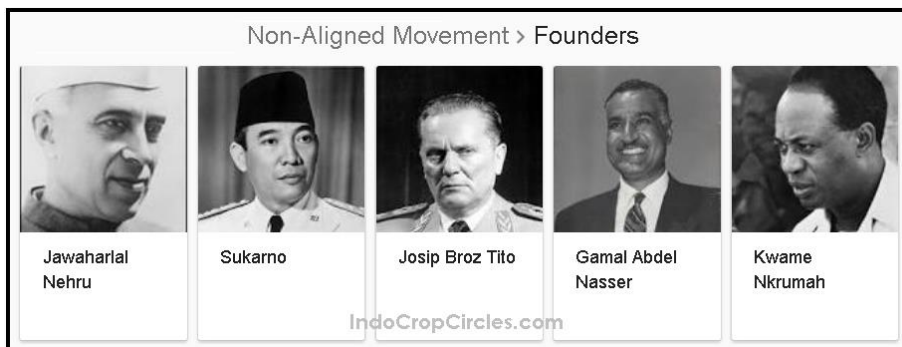 Non-Aligned Movement > Founders
Jawaharlal
Nehru
Sukarno
Josip Broz Tito
Gamal Abdel
Nasser
Kwame
Nkrumah
IndoCropCircles.com